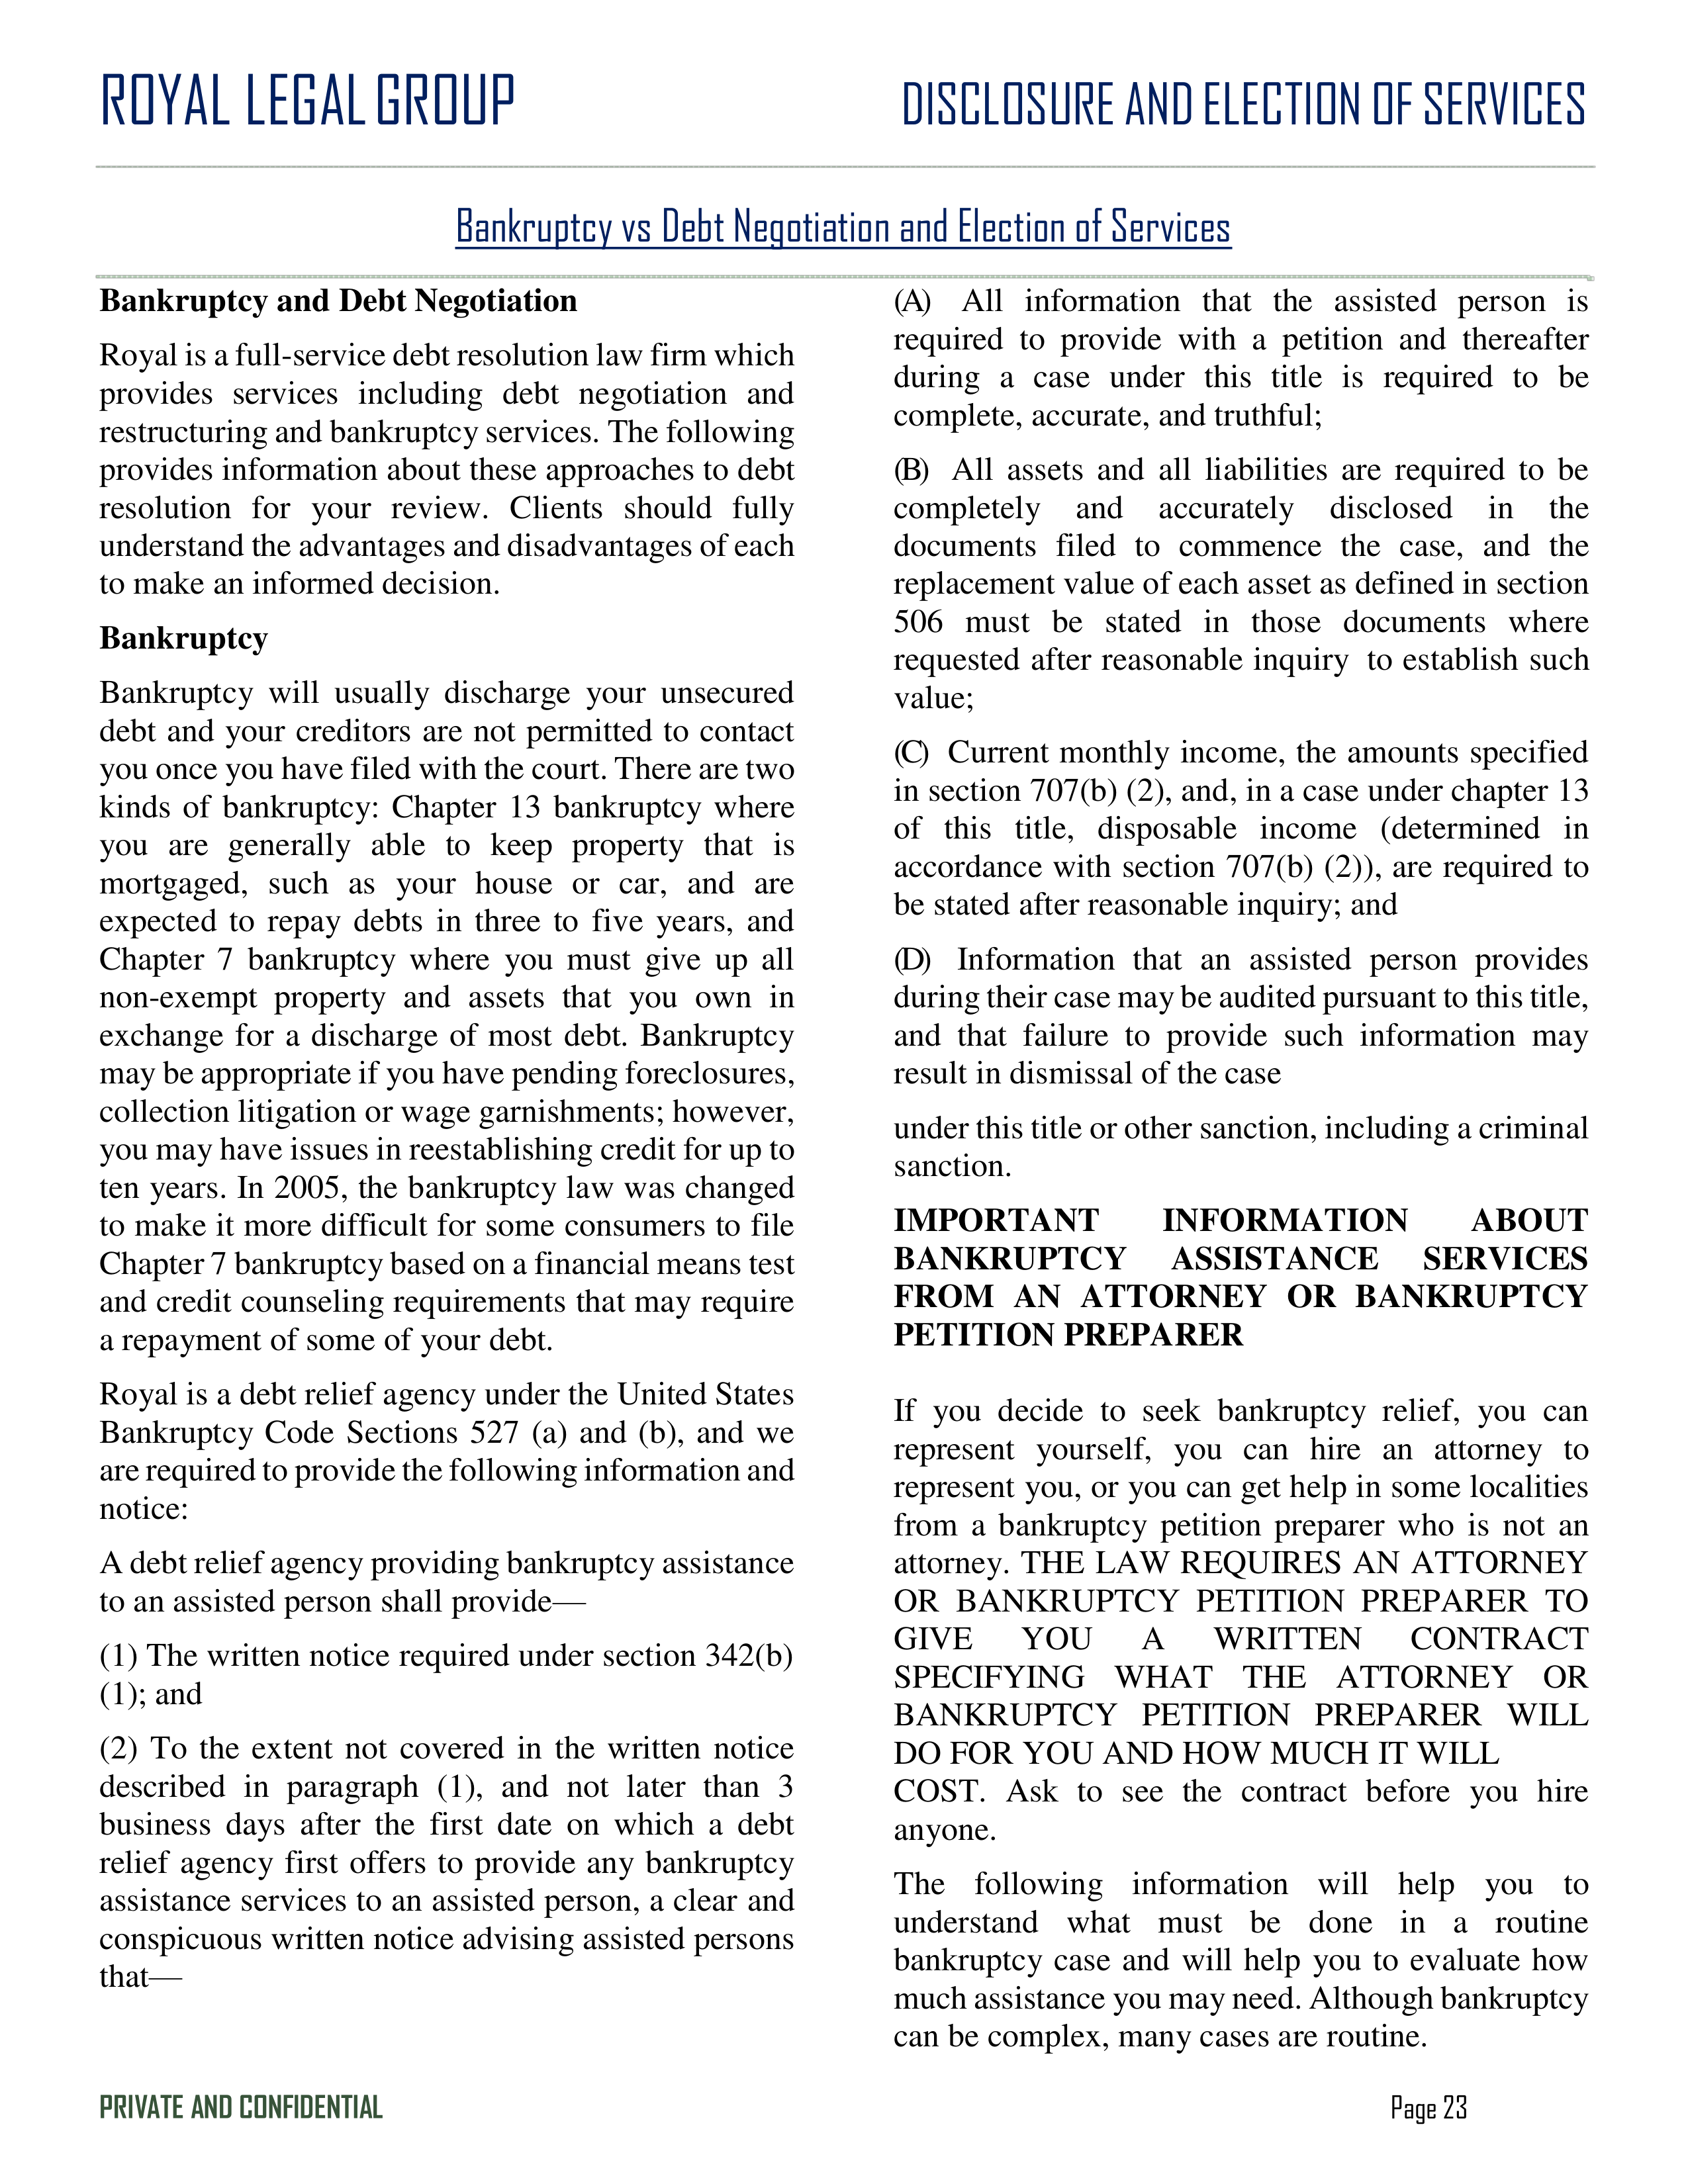 ROYAL LEGAL GROUP
DISCLOSURE AND ELECTION OF SERVICES
Bankruptcy vs Debt Negotiation and Election of Services
Bankruptcy and Debt Negotiation
Royal is a full-service debt resolution law firm which
provides services including debt negotiation and
restructuring and bankruptcy services. The following
provides information about these approaches to debt
resolution for your review. Clients should fully
understand the advantages and disadvantages of each
to make an informed decision.
Bankruptcy
Bankruptcy will usually discharge your unsecured
debt and your creditors are not permitted to contact
you once you have filed with the court. There are two
kinds of bankruptcy: Chapter 13 bankruptcy where
you are generally able to keep property that is
mortgaged, such as your house or car, and are
expected to repay debts in three to five years, and
Chapter 7 bankruptcy where you must give up all
non-exempt property and assets that you own in
exchange for a discharge of most debt. Bankruptcy
may be appropriate if you have pending foreclosures,
collection litigation or wage garnishments; however,
you may have issues in reestablishing credit for up to
ten years. In 2005, the bankruptcy law was changed
to make it more difficult for some consumers to file
Chapter 7 bankruptcy based on a financial means test
and credit counseling requirements that may require
a repayment of some of your debt.
Royal is a debt relief agency under the United States
Bankruptcy Code Sections 527 (a) and (b), and we
are required to provide the following information and
notice:
A debt relief agency providing bankruptcy assistance
to an assisted person shall provide—
(1) The written notice required under section 342(b)
(1); and
(2) To the extent not covered in the written notice
described in paragraph (1), and not later than 3
business days after the first date on which a debt
relief agency first offers to provide any bankruptcy
assistance services to an assisted person, a clear and
conspicuous written notice advising assisted persons
that—
(A) All information that the assisted person is
required to provide with a petition and thereafter
during a case under this title is required to be
complete, accurate, and truthful;
(B) All assets and all liabilities are required to be
completely and accurately disclosed in the
documents filed to commence the case, and the
replacement value of each asset as defined in section
506 must be stated in those documents where
requested after reasonable inquiry to establish such
value;
(C) Current monthly income, the amounts specified
in section 707(b) (2), and, in a case under chapter 13
of this title, disposable income (determined in
accordance with section 707(b) (2)), are required to
be stated after reasonable inquiry; and
(D) Information that an assisted person provides
during their case may be audited pursuant to this title,
and that failure to provide such information may
result in dismissal of the case
under this title or other sanction, including a criminal
sanction.
IMPORTANT INFORMATION ABOUT
BANKRUPTCY ASSISTANCE SERVICES
FROM AN ATTORNEY OR BANKRUPTCY
PETITION PREPARER
If you decide to seek bankruptcy relief, you can
represent yourself, you can hire an attorney to
represent you, or you can get help in some localities
from a bankruptcy petition preparer who is not an
attorney. THE LAW REQUIRES AN ATTORNEY
OR BANKRUPTCY PETITION PREPARER TO
GIVE YOU A WRITTEN CONTRACT
SPECIFYING WHAT THE ATTORNEY OR
BANKRUPTCY PETITION PREPARER WILL
DO FOR YOU AND HOW MUCH IT WILL
COST. Ask to see the contract before you hire
anyone.
The following information will help you to
understand what must be done in a routine
bankruptcy case and will help you to evaluate how
much assistance you may need. Although bankruptcy
can be complex, many cases are routine.
PRIVATE AND CONFIDENTIAL
Page 23